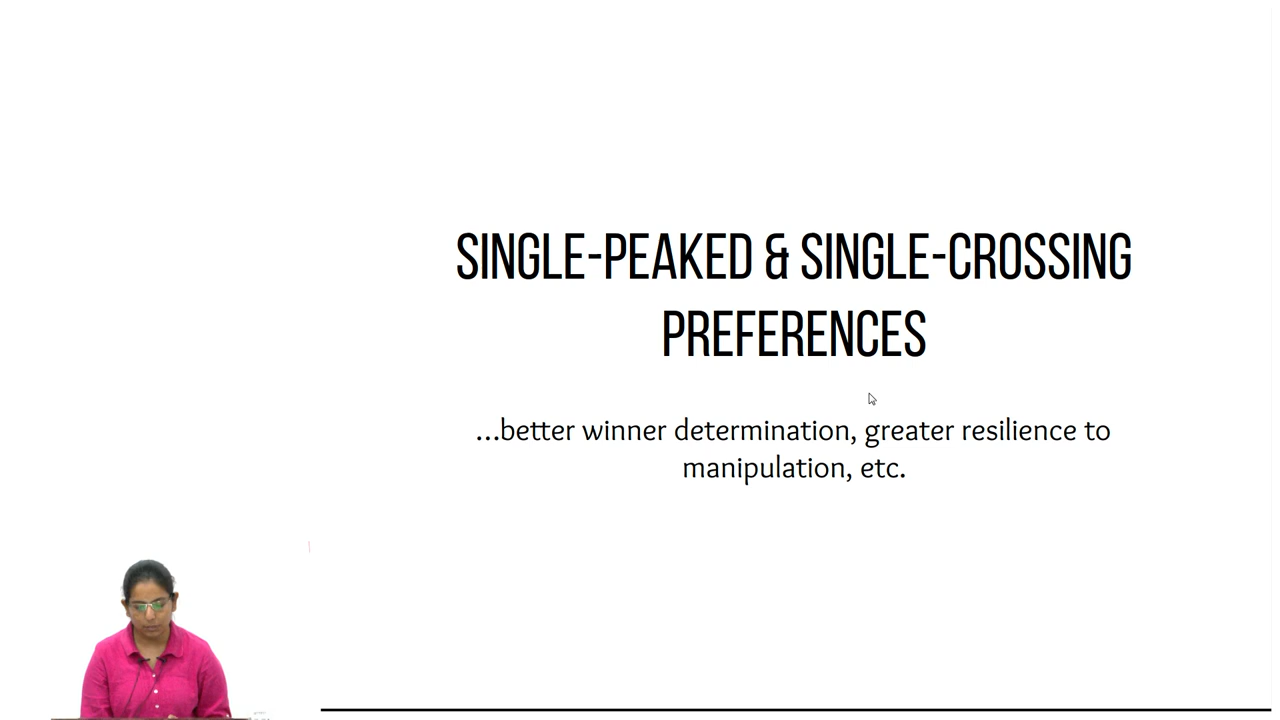 SINGLE-PEAKED & SINGLE-CROSSING
PREFERENCES
...better winner determination, greater resilience to
manipulation, etc.